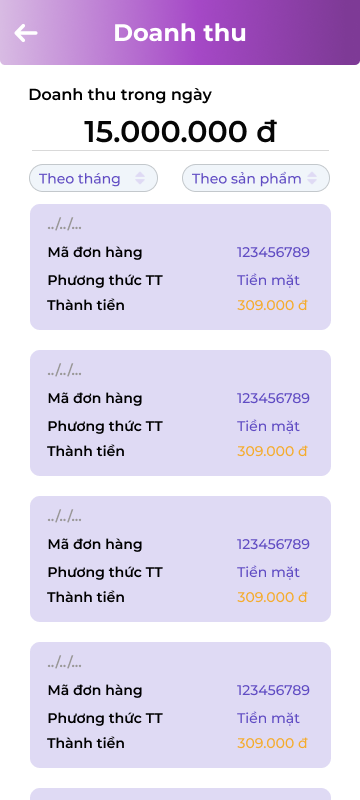 Doanh thu
Doanh thu trong ngày
15.000.000 đ
Theo tháng
Theo sản phẩm
../../...
Mã đơn hàng 123456789
Phương thức TT Tiền mặt
Thành tiền 309.000 đ
../../...
Mã đơn hàng 123456789
Phương thức TT Tiền mặt
Thành tiền 309.000 đ
../../...
Mã đơn hàng 123456789
Phương thức TT Tiền mặt
Thành tiền 309.000 đ
../../...
Mã đơn hàng 123456789
Phương thức TT Tiền mặt
Thành tiền 309.000 đ